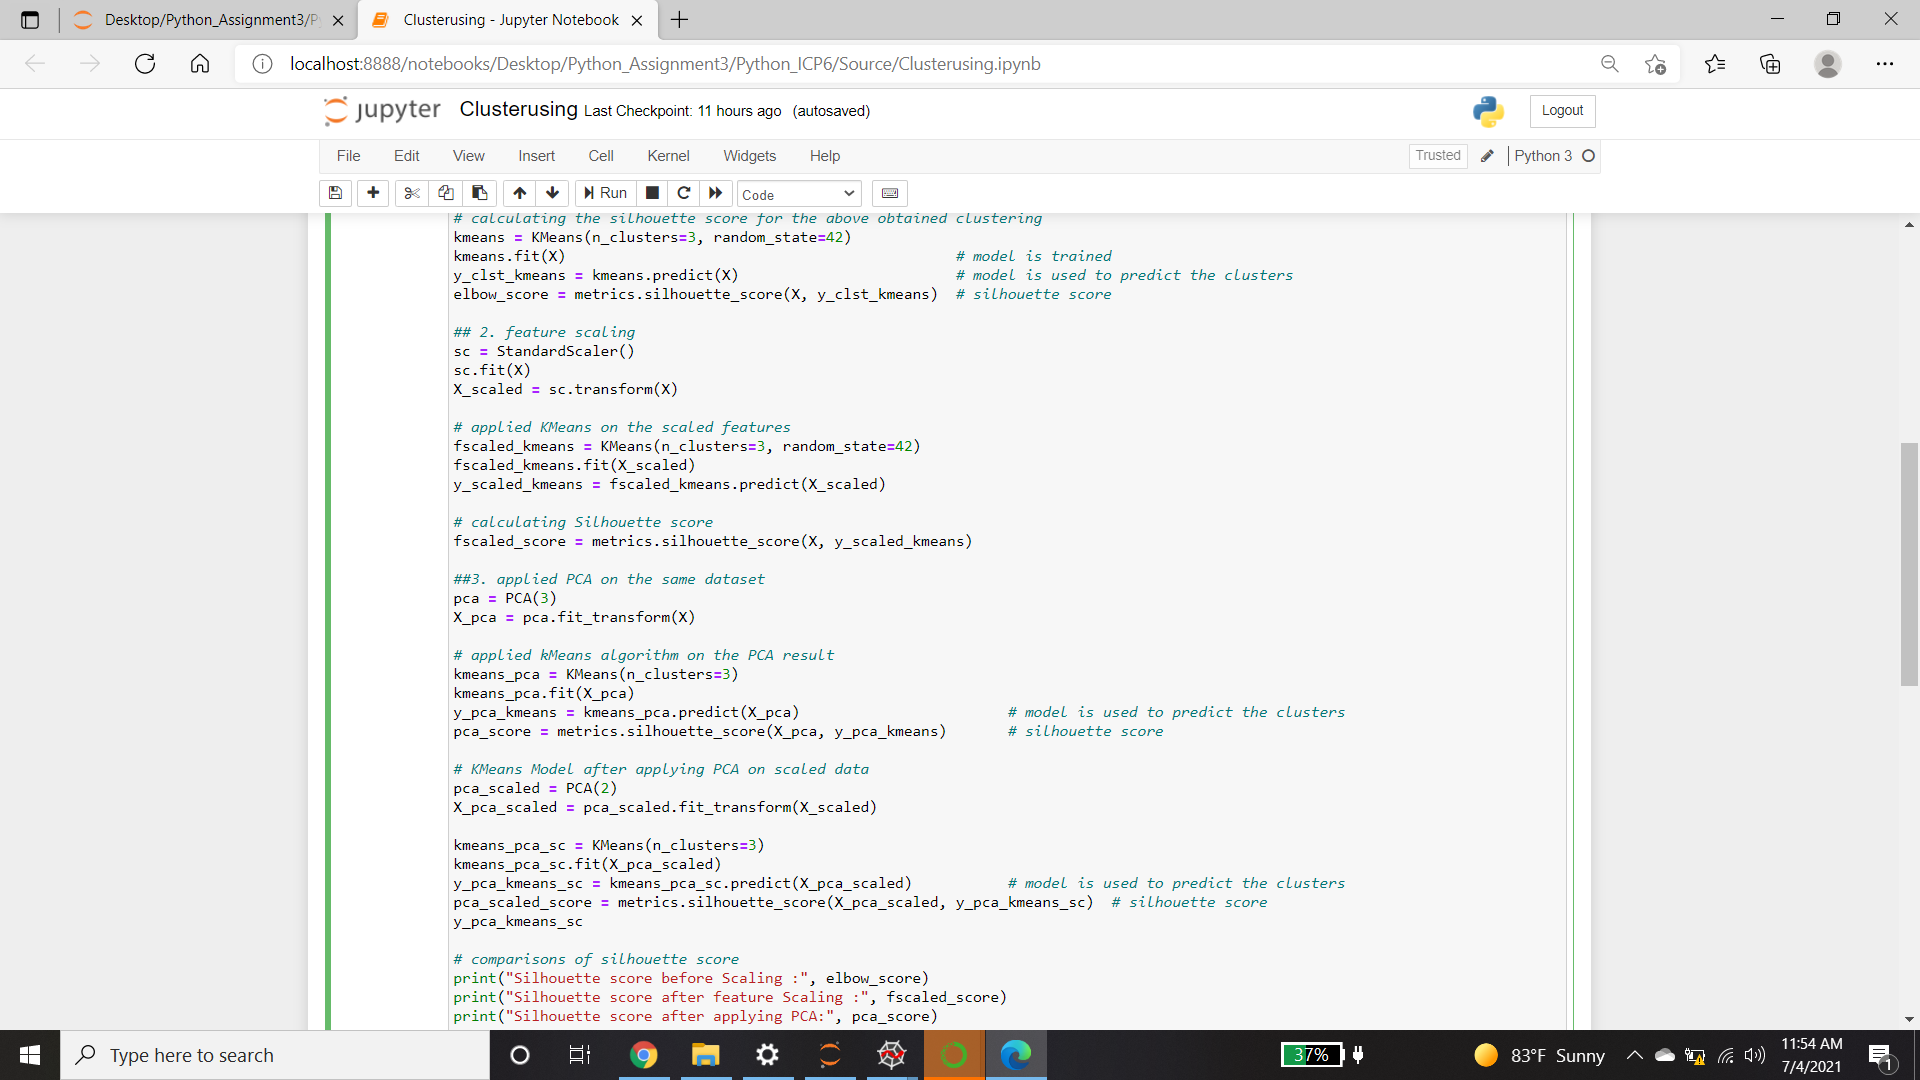 Desktop/Python_Assignment3/P
Clusterusing - Jupyter Notebook
localhost:8888/notebooks/Desktop/Python_Assignment3/Python_ICP6/Source/Clusterusing.ipynb
jupyter Clusterusing Last Checkpoint: 11 hours ago (autosaved)
Logout
File Edit View Insert Cell Kernel Widgets Help
Trusted Python 3
Run Code
# calculating the silhouette score for the above obtained clustering
kmeans = KMeans(n_clusters=3, random_state=42)
kmeans.fit(X) # model is trained
y_clst_kmeans = kmeans.predict(X) # model is used to predict the clusters
elbow_score = metrics.silhouette_score(X, y_clst_kmeans) # silhouette score
## 2. feature scaling
sc = StandardScaler()
sc.fit(X)
X_scaled = sc.transform(X)
# applied KMeans on the scaled features
fscaled_kmeans = KMeans(n_clusters=3, random_state=42)
fscaled_kmeans.fit(X_scaled)
y_scaled_kmeans = fscaled_kmeans.predict(X_scaled)
# calculating Silhouette score
fscaled_score = metrics.silhouette_score(X, y_scaled_kmeans)
##3. applied PCA on the same dataset
pca = PCA(3)
X_pca = pca.fit_transform(X)
# applied kMeans algorithm on the PCA result
kmeans_pca = KMeans(n_clusters=3)
kmeans_pca.fit(X_pca)
y_pca_kmeans = kmeans_pca.predict(X_pca) # model is used to predict the clusters
pca_score = metrics.silhouette_score(X_pca, y_pca_kmeans) # silhouette score
# KMeans Model after applying PCA on scaled data
pca_scaled = PCA(2)
X_pca_scaled = pca_scaled.fit_transform(X_scaled)
kmeans_pca_sc = KMeans(n_clusters=3)
kmeans_pca_sc.fit(X_pca_scaled)
y_pca_kmeans_sc = kmeans_pca_sc.predict(X_pca_scaled) # model is used to predict the clusters
pca_scaled_score = metrics.silhouette_score(X_pca_scaled, y_pca_kmeans_sc) # silhouette score
y_pca_kmeans_sc
# comparisons of silhouette score
print("Silhouette score before Scaling :", elbow_score)
print("Silhouette score after feature Scaling :", fscaled_score)
print("Silhouette score after applying PCA:", pca_score)
Type here to search
37%
83°F Sunny
11:54 AM
7/4/2021
1